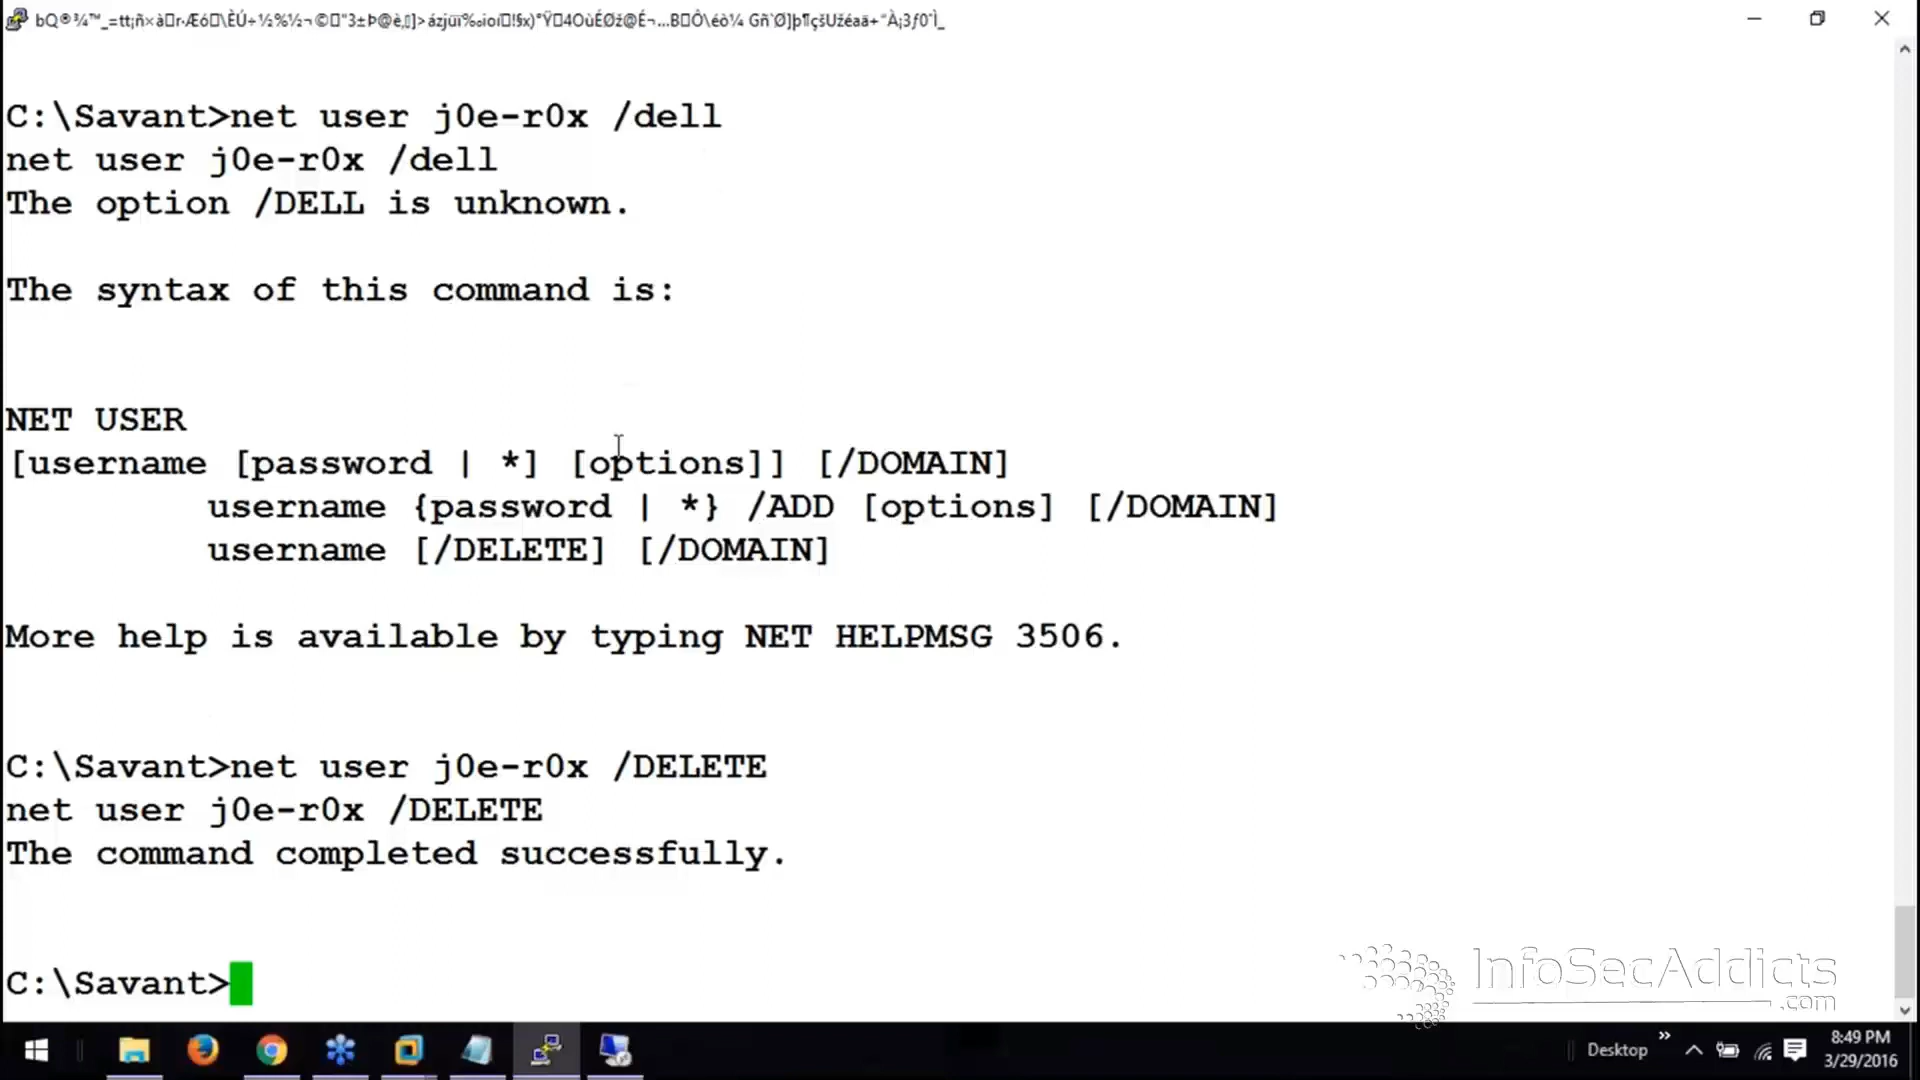 C:\Savant>net user j0e-r0x /dell
net user j0e-r0x /dell
The option /DELL is unknown.
The syntax of this command is:
NET USER
[username [password | *] [options]] [/DOMAIN]
username {password | *} /ADD [options] [/DOMAIN]
username [/DELETE] [/DOMAIN]
More help is available by typing NET HELPMSG 3506.
C:\Savant>net user j0e-r0x /DELETE
net user j0e-r0x /DELETE
The command completed successfully.
C:\Savant>
InfoSecAddicts
.com
Desktop
8:49 PM
3/29/2016